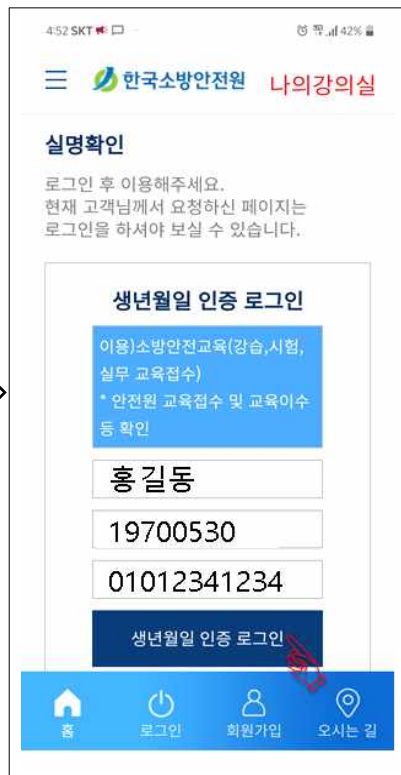 4:52 SKT 42%
한국소방안전원 나의강의실
실명확인
로그인 후 이용해주세요.
현재 고객님께서 요청하신 페이지는
로그인을 하셔야 보실 수 있습니다.
생년월일 인증 로그인
이용)소방안전교육(강습,시험,
실무 교육접수)
* 안전원 교육접수 및 교육이수
등 확인
홍길동
19700530
01012341234
생년월일 인증 로그인
홈 로그인 회원가입 오시는 길